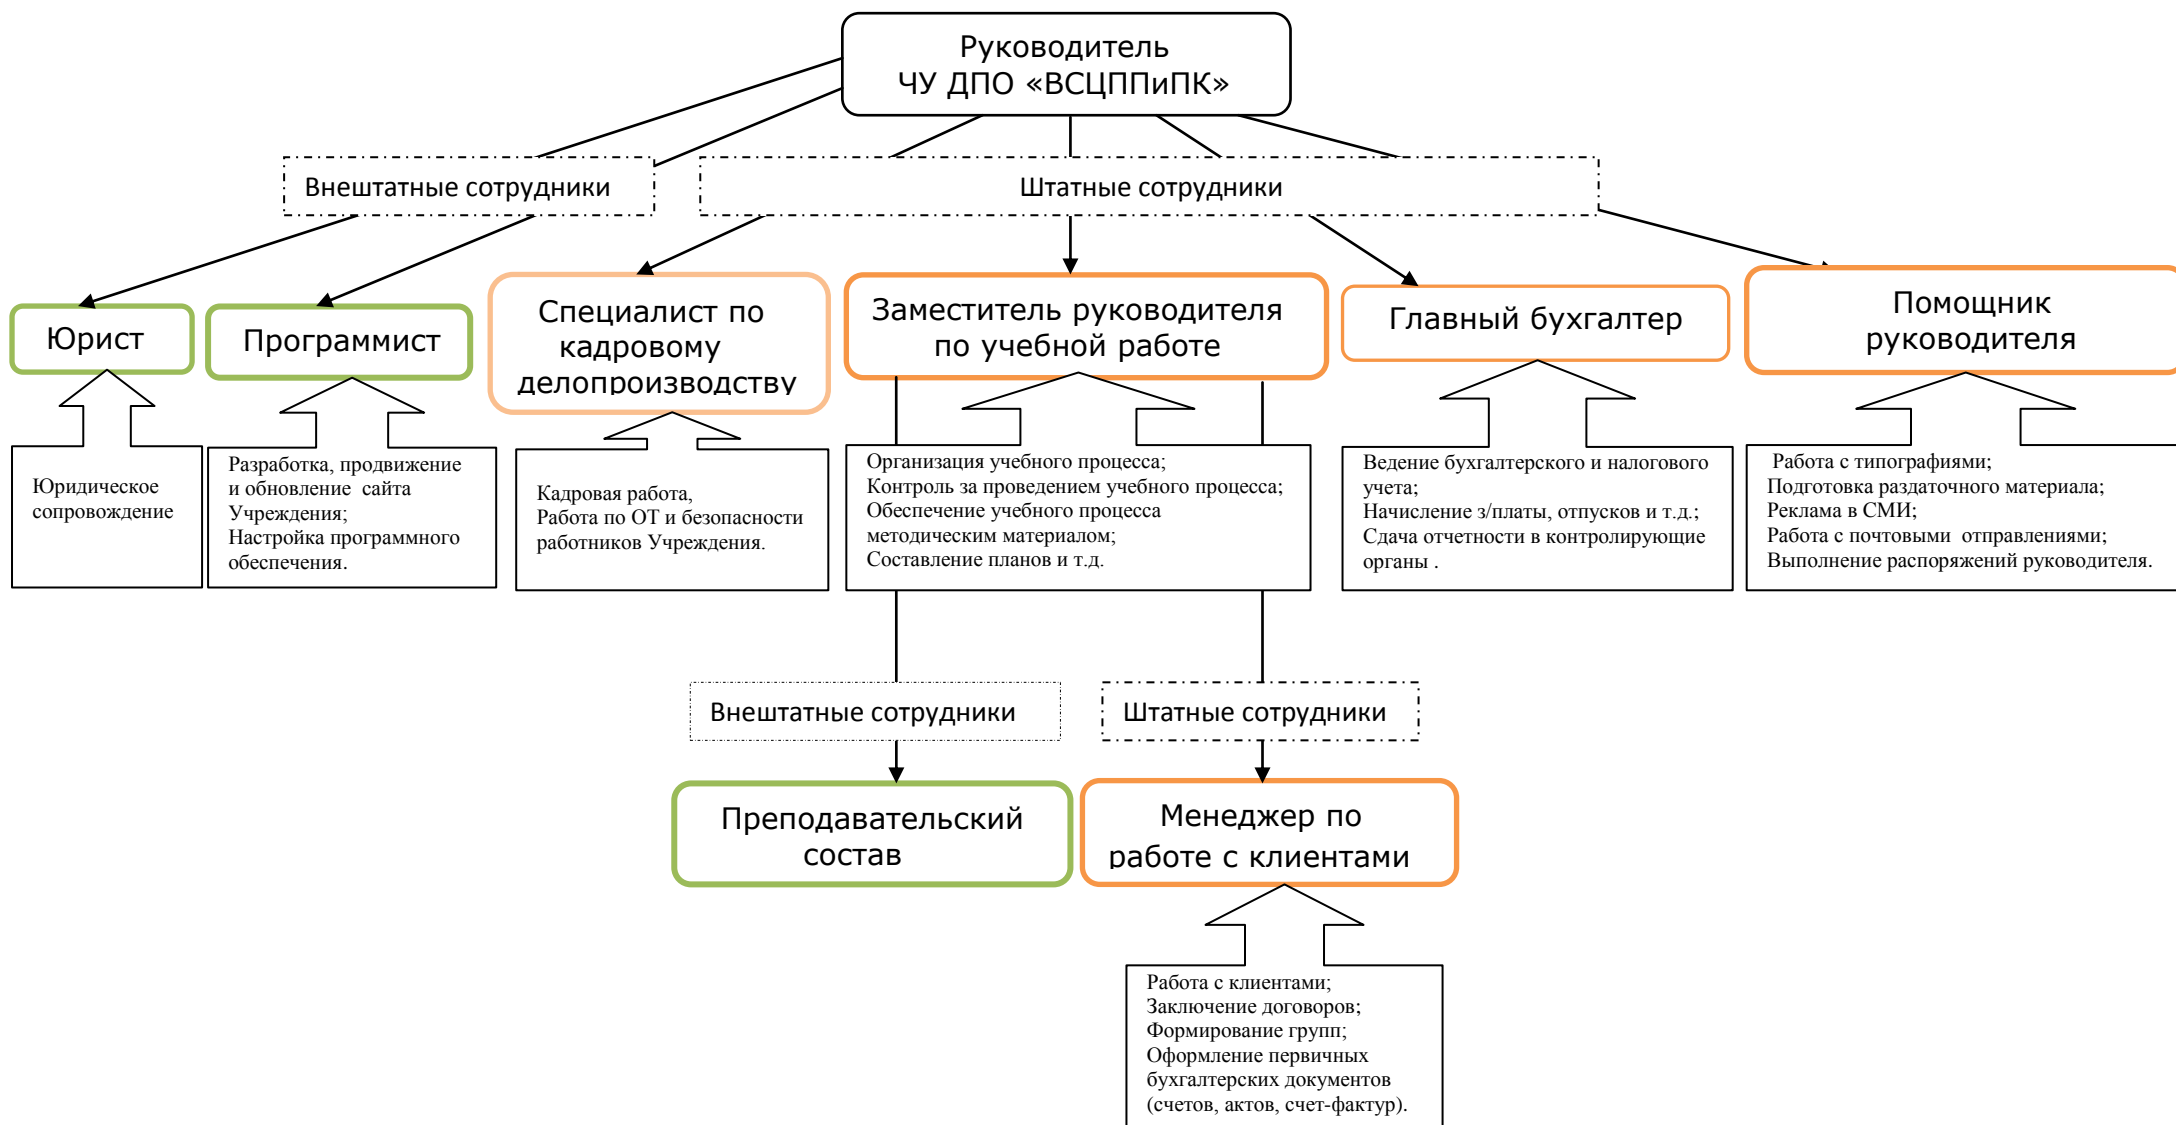 Руководитель
ЧУ ДПО «ВСЦППиПК»
Внештатные сотрудники
Штатные сотрудники
Юрист
Программист
Специалист по
кадровому
делопроизводству
Заместитель руководителя
по учебной работе
Главный бухгалтер
Помощник
руководителя
Юридическое
сопровождение
Разработка, продвижение
и обновление сайта
Учреждения;
Настройка программного
обеспечения.
Кадровая работа,
Работа по ОТ и безопасности
работников Учреждения.
Организация учебного процесса;
Контроль за проведением учебного процесса;
Обеспечение учебного процесса
методическим материалом;
Составление планов и т.д.
Ведение бухгалтерского и налогового
учета;
Начисление з/платы, отпусков и т.д.;
Сдача отчетности в контролирующие
органы .
Работа с типографиями;
Подготовка раздаточного материала;
Реклама в СМИ;
Работа с почтовыми отправлениями;
Выполнение распоряжений руководителя.
Внештатные сотрудники
Штатные сотрудники
Преподавательский
состав
Менеджер по
работе с клиентами
Работа с клиентами;
Заключение договоров;
Формирование групп;
Оформление первичных
бухгалтерских документов
(счетов, актов, счет-фактур).